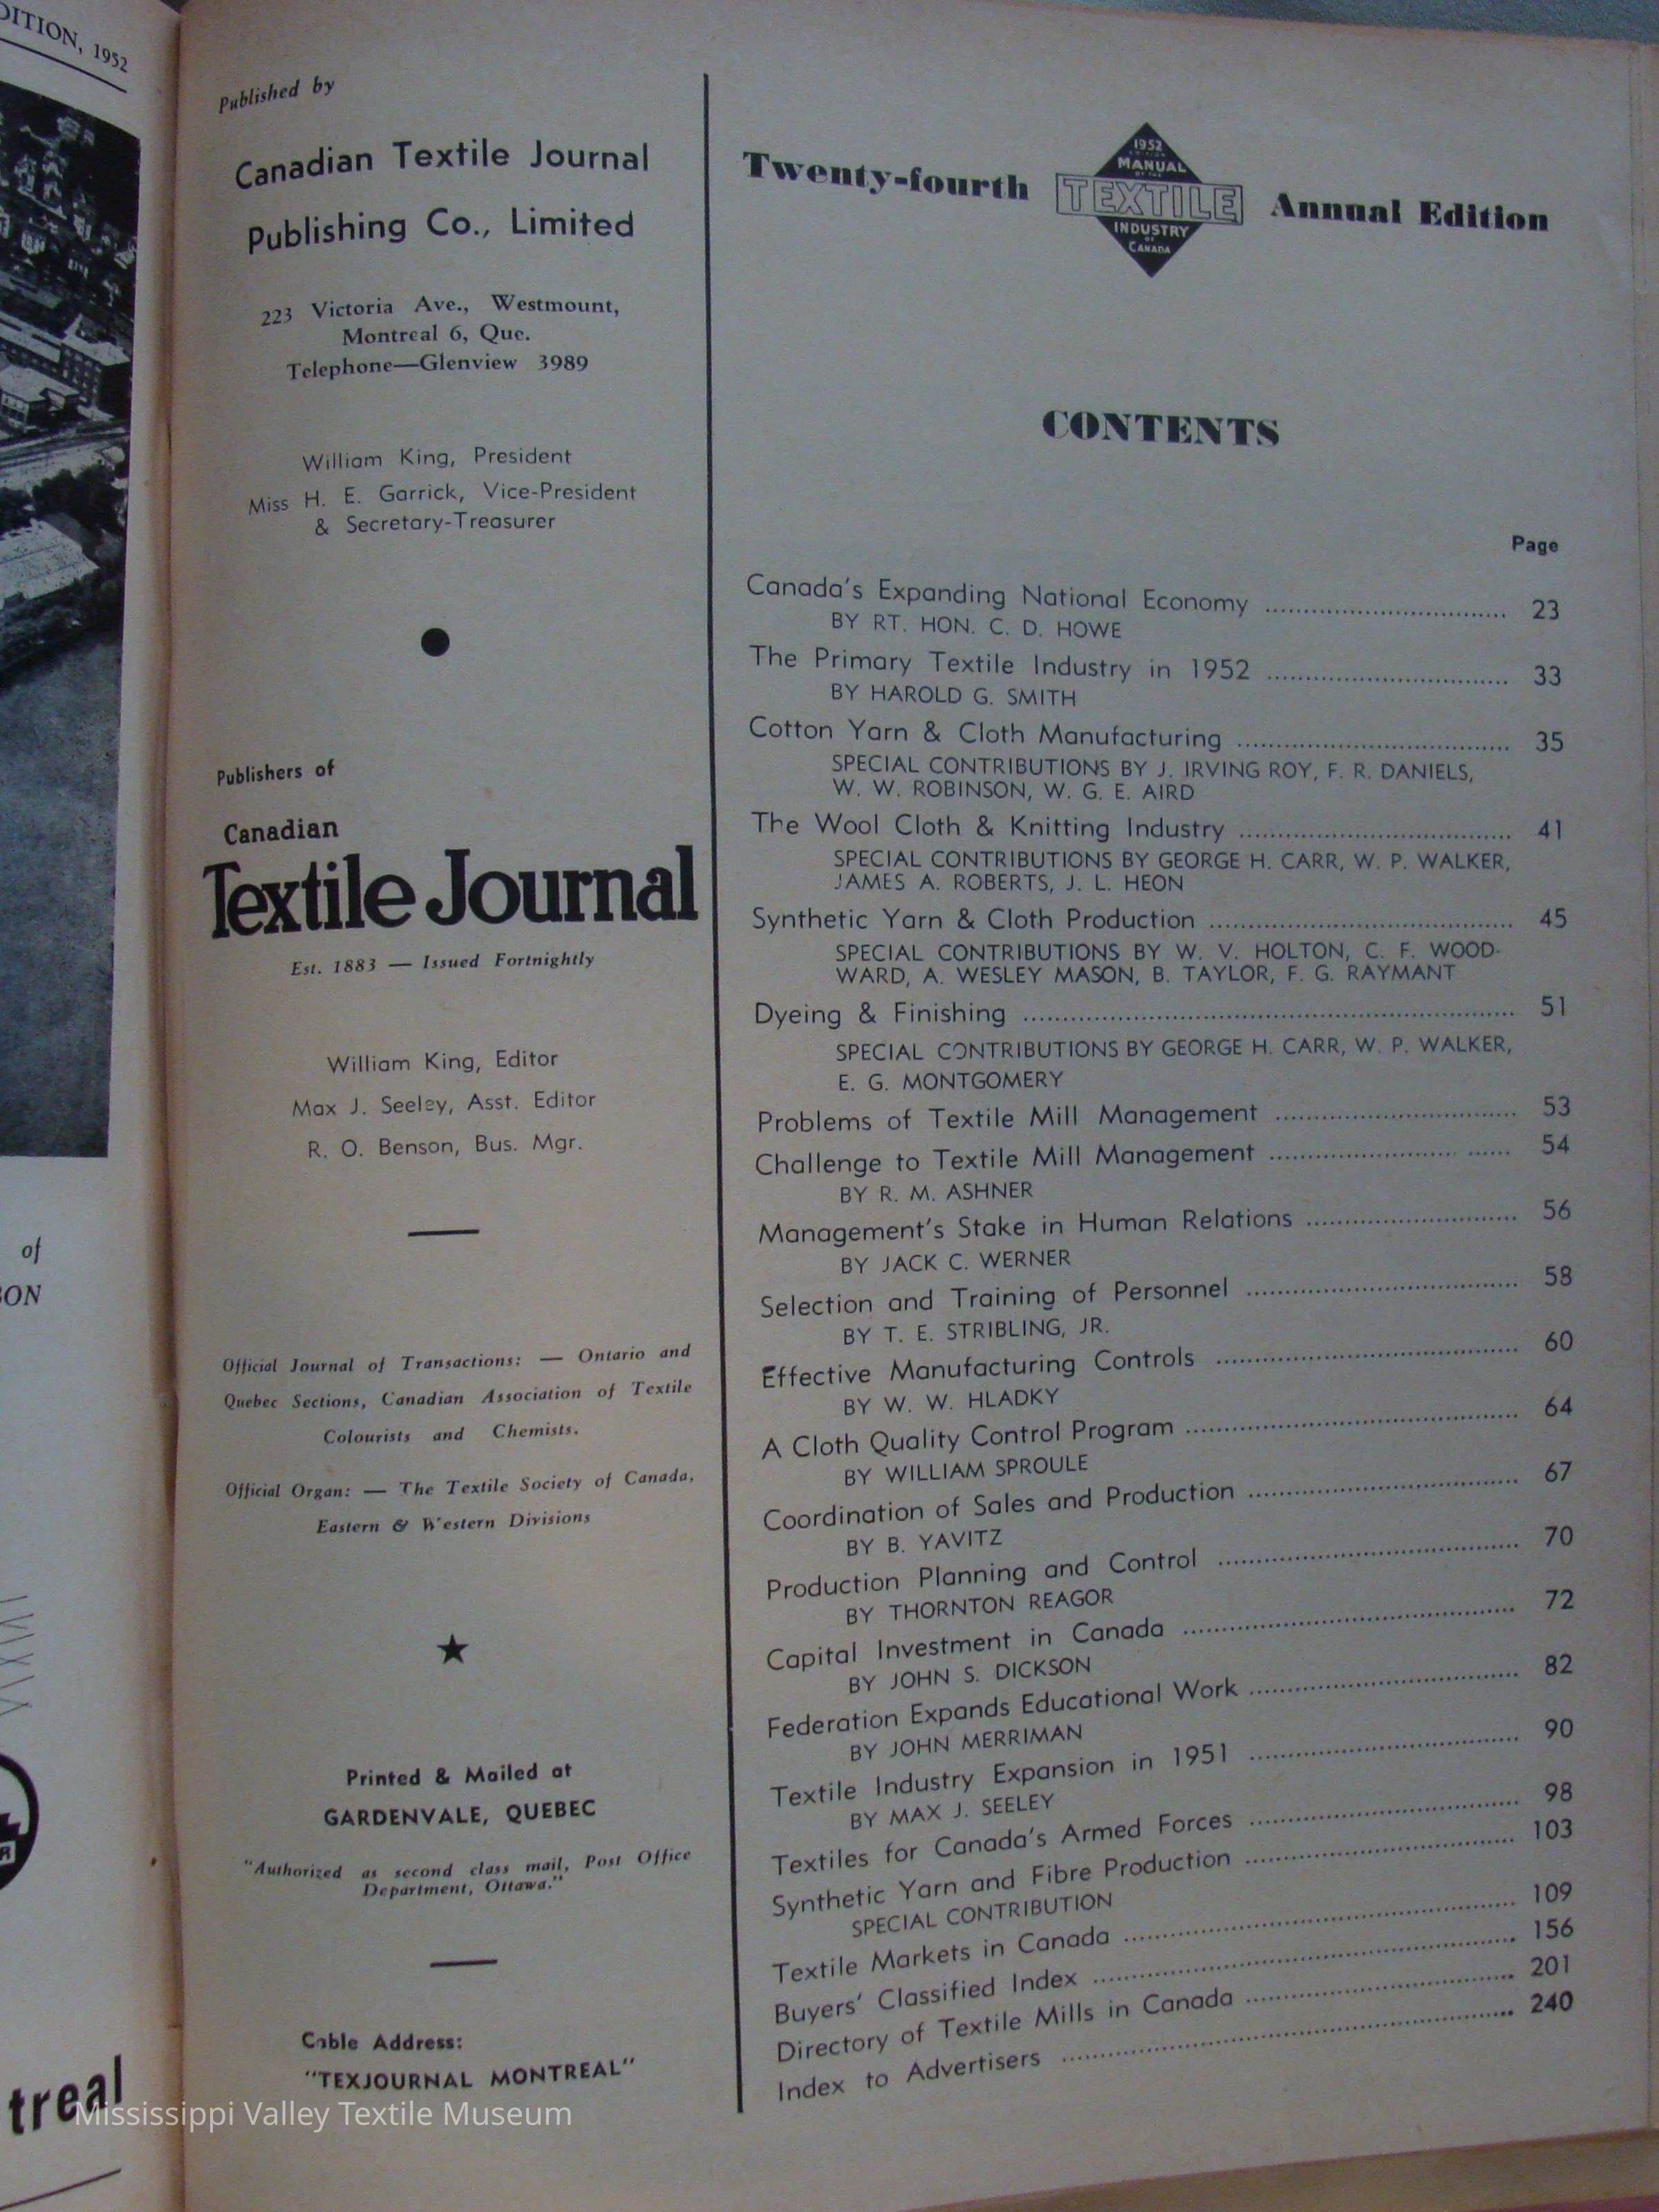 DITION, 1952
of
ON
treal
Published by
Canadian Textile Journal
Publishing Co., Limited
223 Victoria Ave., Westmount,
Montreal 6, Que.
Telephone—Glenview 3989
William King, President
Miss H. E. Garrick, Vice-President
& Secretary-Treasurer
Publishers of
Canadian
Textile Journal
Est. 1883 — Issued Fortnightly
William King, Editor
Max J. Seeley, Asst. Editor
R. O. Benson, Bus. Mgr.
Official Journal of Transactions: — Ontario and
Quebec Sections, Canadian Association of Textile
Colourists and Chemists.
Official Organ: — The Textile Society of Canada,
Eastern & Western Divisions
Printed & Mailed at
GARDENVALE, QUEBEC
"Authorized as second class mail, Post Office
Department, Ottawa."
Cable Address:
"TEXJOURNAL MONTREAL"
Twenty-fourth
1952
EDITION
MANUAL
OF THE
TEXTILE
INDUSTRY
OF
CANADA
Annual Edition
CONTENTS
Page
Canada's Expanding National Economy ................................ 23
BY RT. HON. C. D. HOWE
The Primary Textile Industry in 1952 ................................ 33
BY HAROLD G. SMITH
Cotton Yarn & Cloth Manufacturing .................................... 35
SPECIAL CONTRIBUTIONS BY J. IRVING ROY, F. R. DANIELS,
W. W. ROBINSON, W. G. E. AIRD
The Wool Cloth & Knitting Industry .................................... 41
SPECIAL CONTRIBUTIONS BY GEORGE H. CARR, W. P. WALKER,
JAMES A. ROBERTS, J. L. HEON
Synthetic Yarn & Cloth Production ........................................ 45
SPECIAL CONTRIBUTIONS BY W. V. HOLTON, C. F. WOOD-
WARD, A. WESLEY MASON, B. TAYLOR, F. G. RAYMANT
Dyeing & Finishing ................................................................ 51
SPECIAL CONTRIBUTIONS BY GEORGE H. CARR, W. P. WALKER,
E. G. MONTGOMERY
Problems of Textile Mill Management ................................ 53
Challenge to Textile Mill Management ................................ 54
BY R. M. ASHNER
Management's Stake in Human Relations ............................ 56
BY JACK C. WERNER
Selection and Training of Personnel .................................... 58
BY T. E. STRIBLING, JR.
Effective Manufacturing Controls ........................................ 60
BY W. W. HLADKY
A Cloth Quality Control Program ............................................ 64
BY WILLIAM SPROULE
Coordination of Sales and Production .................................... 67
BY B. YAVITZ
Production Planning and Control ........................................ 70
BY THORNTON REAGOR
Capital Investment in Canada ............................................ 72
BY JOHN S. DICKSON
Federation Expands Educational Work .................................... 82
BY JOHN MERRIMAN
Textile Industry Expansion in 1951 .................................... 90
BY MAX J. SEELEY
Textiles for Canada's Armed Forces .................................... 98
Synthetic Yarn and Fibre Production .................................... 103
SPECIAL CONTRIBUTION
Textile Markets in Canada .................................................... 109
Buyers' Classified Index ........................................................ 156
Directory of Textile Mills in Canada .................................... 201
Index to Advertisers ............................................................ 240
Mississippi Valley Textile Museum